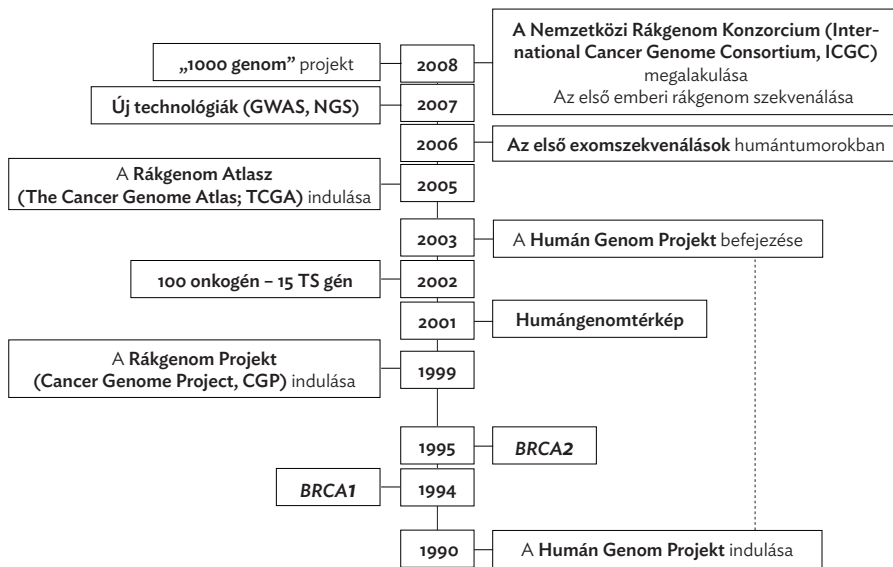 A Nemzetközi Rákgenom Konzorcium (Inter-
national Cancer Genome Consortium, ICGC)
megalakulása
Az első emberi rákgenom szekvenálása
„1000 genom” projekt
2008
Új technológiák (GWAS, NGS)
2007
2006
Az első exomszekvenálások humántumorokban
A Rákgenom Atlasz
(The Cancer Genome Atlas; TCGA) indulása
2005
2003
A Humán Genom Projekt befejezése
100 onkogén – 15 TS gén
2002
2001
Humángenomtérkép
A Rákgenom Projekt
(Cancer Genome Project, CGP) indulása
1999
1995
BRCA2
BRCA1
1994
1990
A Humán Genom Projekt indulása